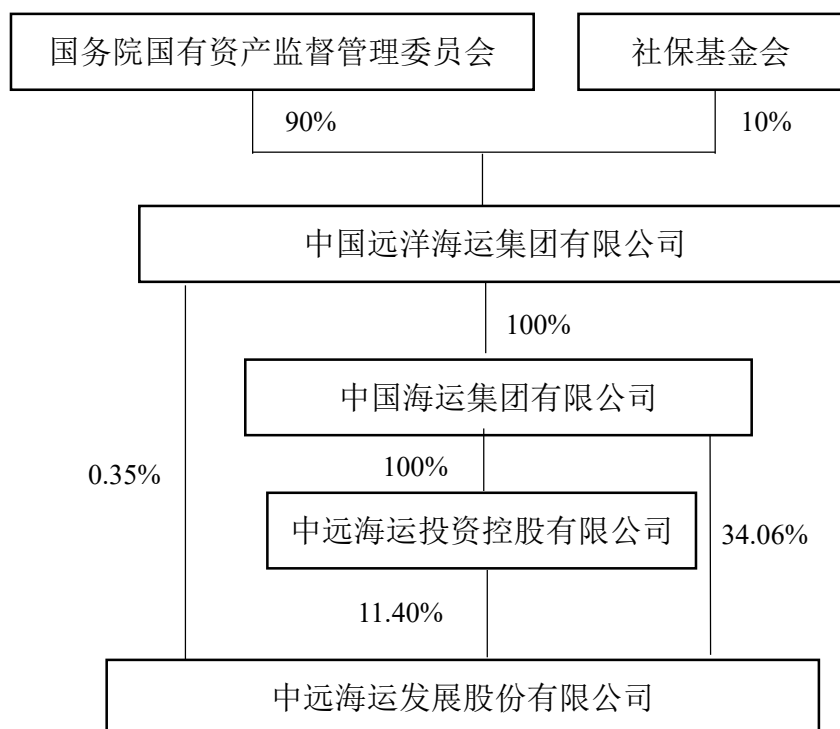 国务院国有资产监督管理委员会
社保基金会
90%
10%
中国远洋海运集团有限公司
100%
中国海运集团有限公司
0.35%
100%
中远海运投资控股有限公司
34.06%
11.40%
中远海运发展股份有限公司